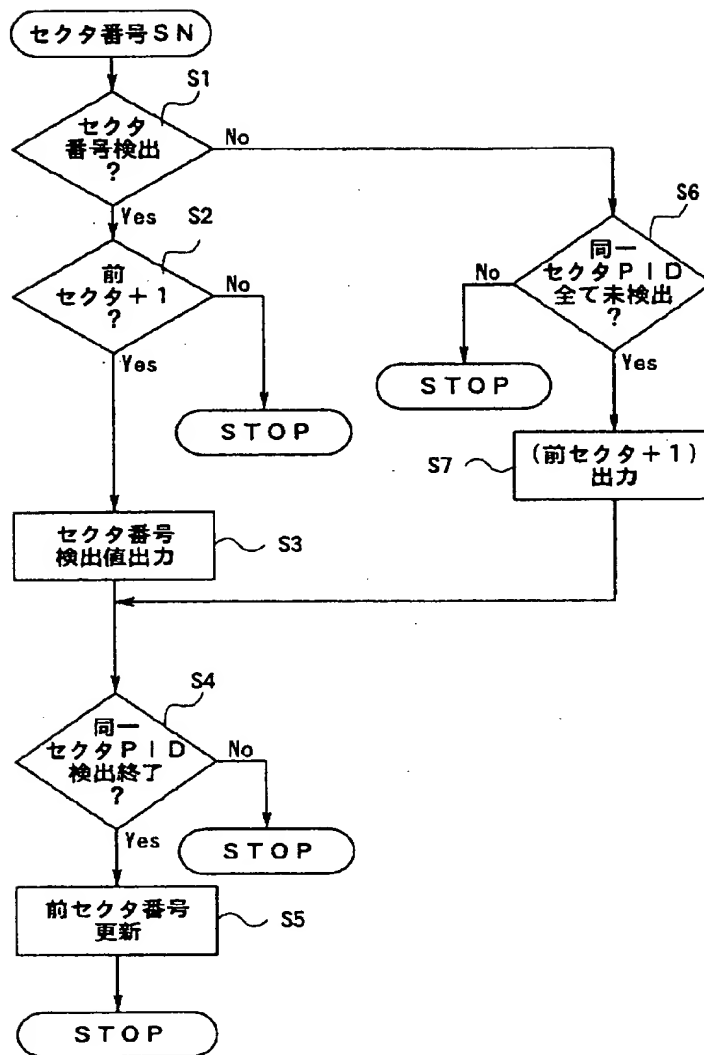 セクタ番号SN
S1
セクタ
番号検出
?
No
Yes
S2
前
セクタ+1
?
No
Yes
STOP
セクタ番号
検出値出力
S3
S6
同一
セクタPID
全て未検出
?
No
Yes
STOP
S7
(前セクタ+1)
出力
S4
同一
セクタPID
検出終了
?
No
Yes
STOP
前セクタ番号
更新
S5
STOP